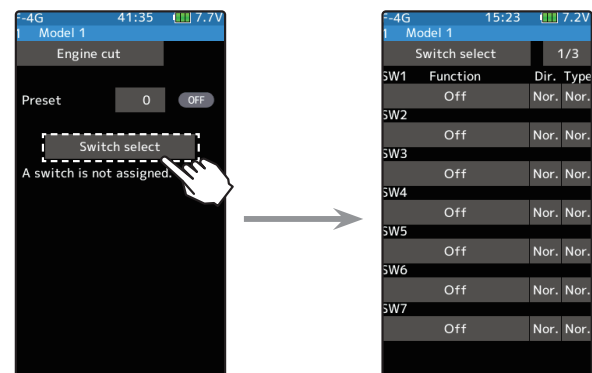 F-4G 41:35 7.7V
1 Model 1
Engine cut
Preset 0 OFF
Switch select
A switch is not assigned.
F-4G 15:23 7.2V
1 Model 1
Switch select 1/3
SW1 Function Dir. Type
Off Nor. Nor.
SW2
Off Nor. Nor.
SW3
Off Nor. Nor.
SW4
Off Nor. Nor.
SW5
Off Nor. Nor.
SW6
Off Nor. Nor.
SW7
Off Nor. Nor.